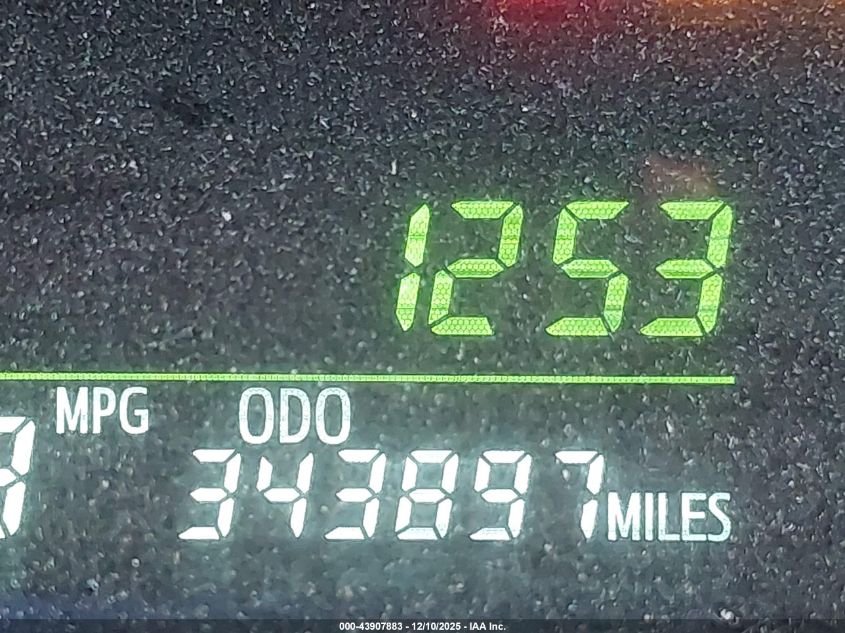 1253
MPG ODO
343897 MILES
000-43907883 - 12/10/2025 - IAA Inc.